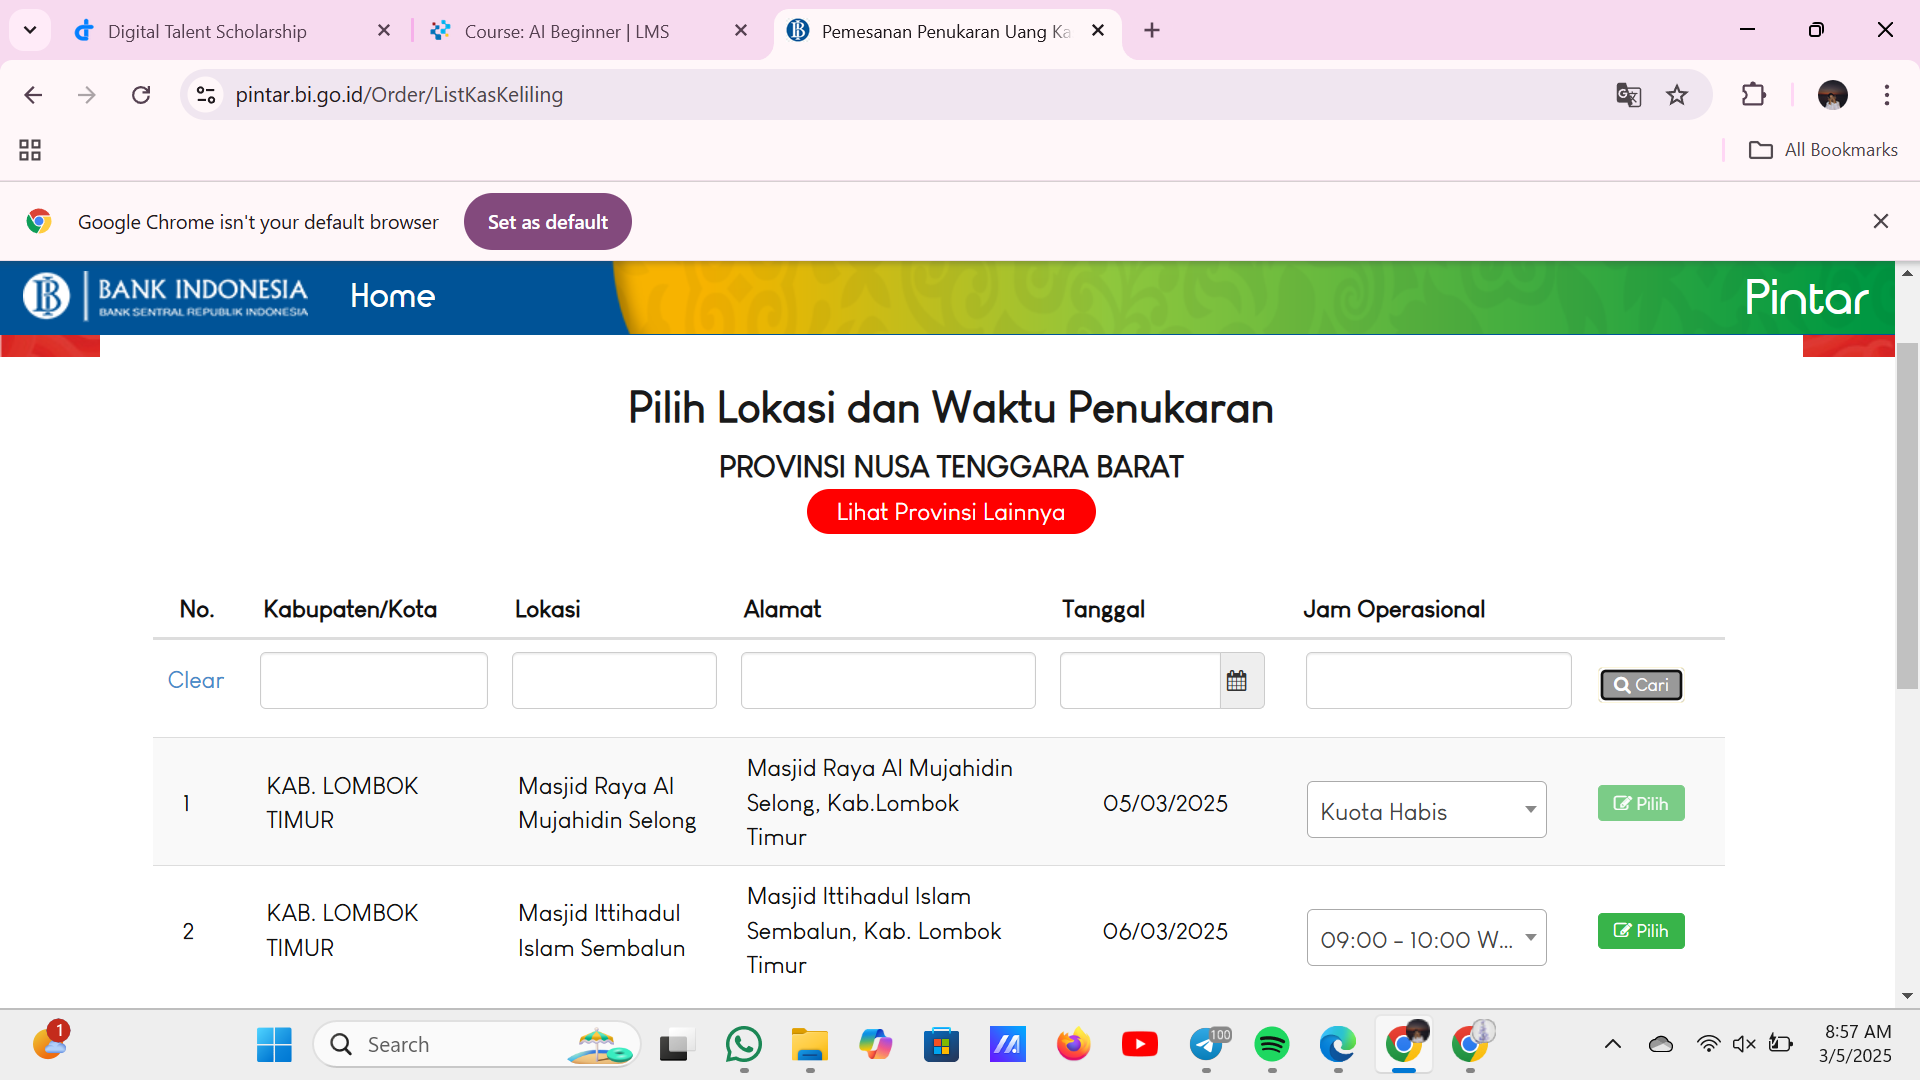 Digital Talent Scholarship
Course: AI Beginner | LMS
Pemesanan Penukaran Uang Ka
pintar.bi.go.id/Order/ListKasKeliling
All Bookmarks
Google Chrome isn't your default browser
Set as default
BANK INDONESIA
BANK SENTRAL REPUBLIK INDONESIA
Home
Pintar
Pilih Lokasi dan Waktu Penukaran
PROVINSI NUSA TENGGARA BARAT
Lihat Provinsi Lainnya
No. Kabupaten/Kota Lokasi Alamat Tanggal Jam Operasional
Clear
Cari
1
KAB. LOMBOK
TIMUR
Masjid Raya Al
Mujahidin Selong
Masjid Raya Al Mujahidin
Selong, Kab.Lombok
Timur
05/03/2025
Kuota Habis
Pilih
2
KAB. LOMBOK
TIMUR
Masjid Ittihadul
Islam Sembalun
Masjid Ittihadul Islam
Sembalun, Kab. Lombok
Timur
06/03/2025
09:00 - 10:00 W...
Pilih
1
Search
100
8:57 AM
3/5/2025